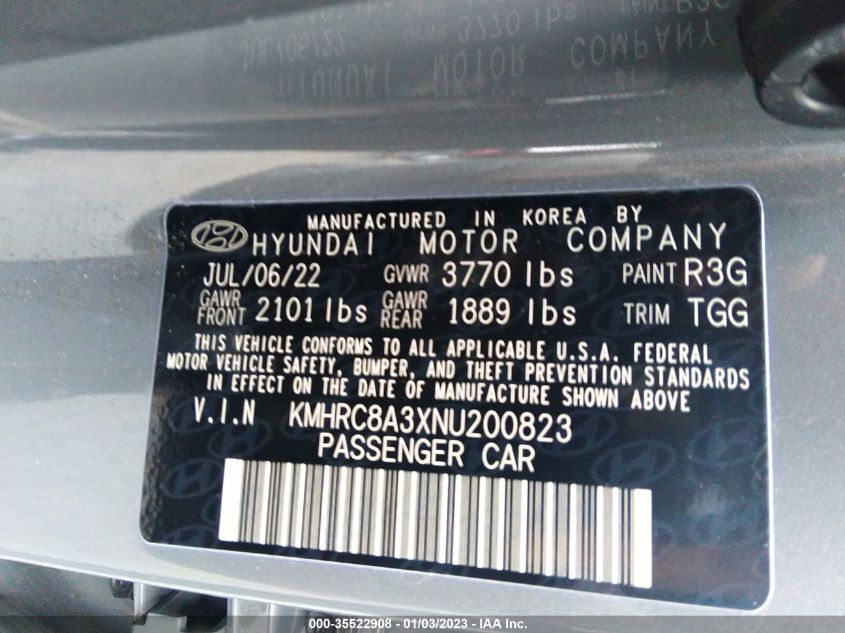 MANUFACTURED IN KOREA BY
HYUNDAI MOTOR COMPANY
JUL/06/22 GVWR 3770 lbs PAINT R3G
GAWR FRONT 2101 lbs GAWR REAR 1889 lbs TRIM TGG
THIS VEHICLE CONFORMS TO ALL APPLICABLE U.S.A. FEDERAL
MOTOR VEHICLE SAFETY, BUMPER, AND THEFT PREVENTION STANDARDS
IN EFFECT ON THE DATE OF MANUFACTURE SHOWN ABOVE
V.I.N KMHRC8A3XNU200823
PASSENGER CAR
000-35522908 - 01/03/2023 - IAA Inc.